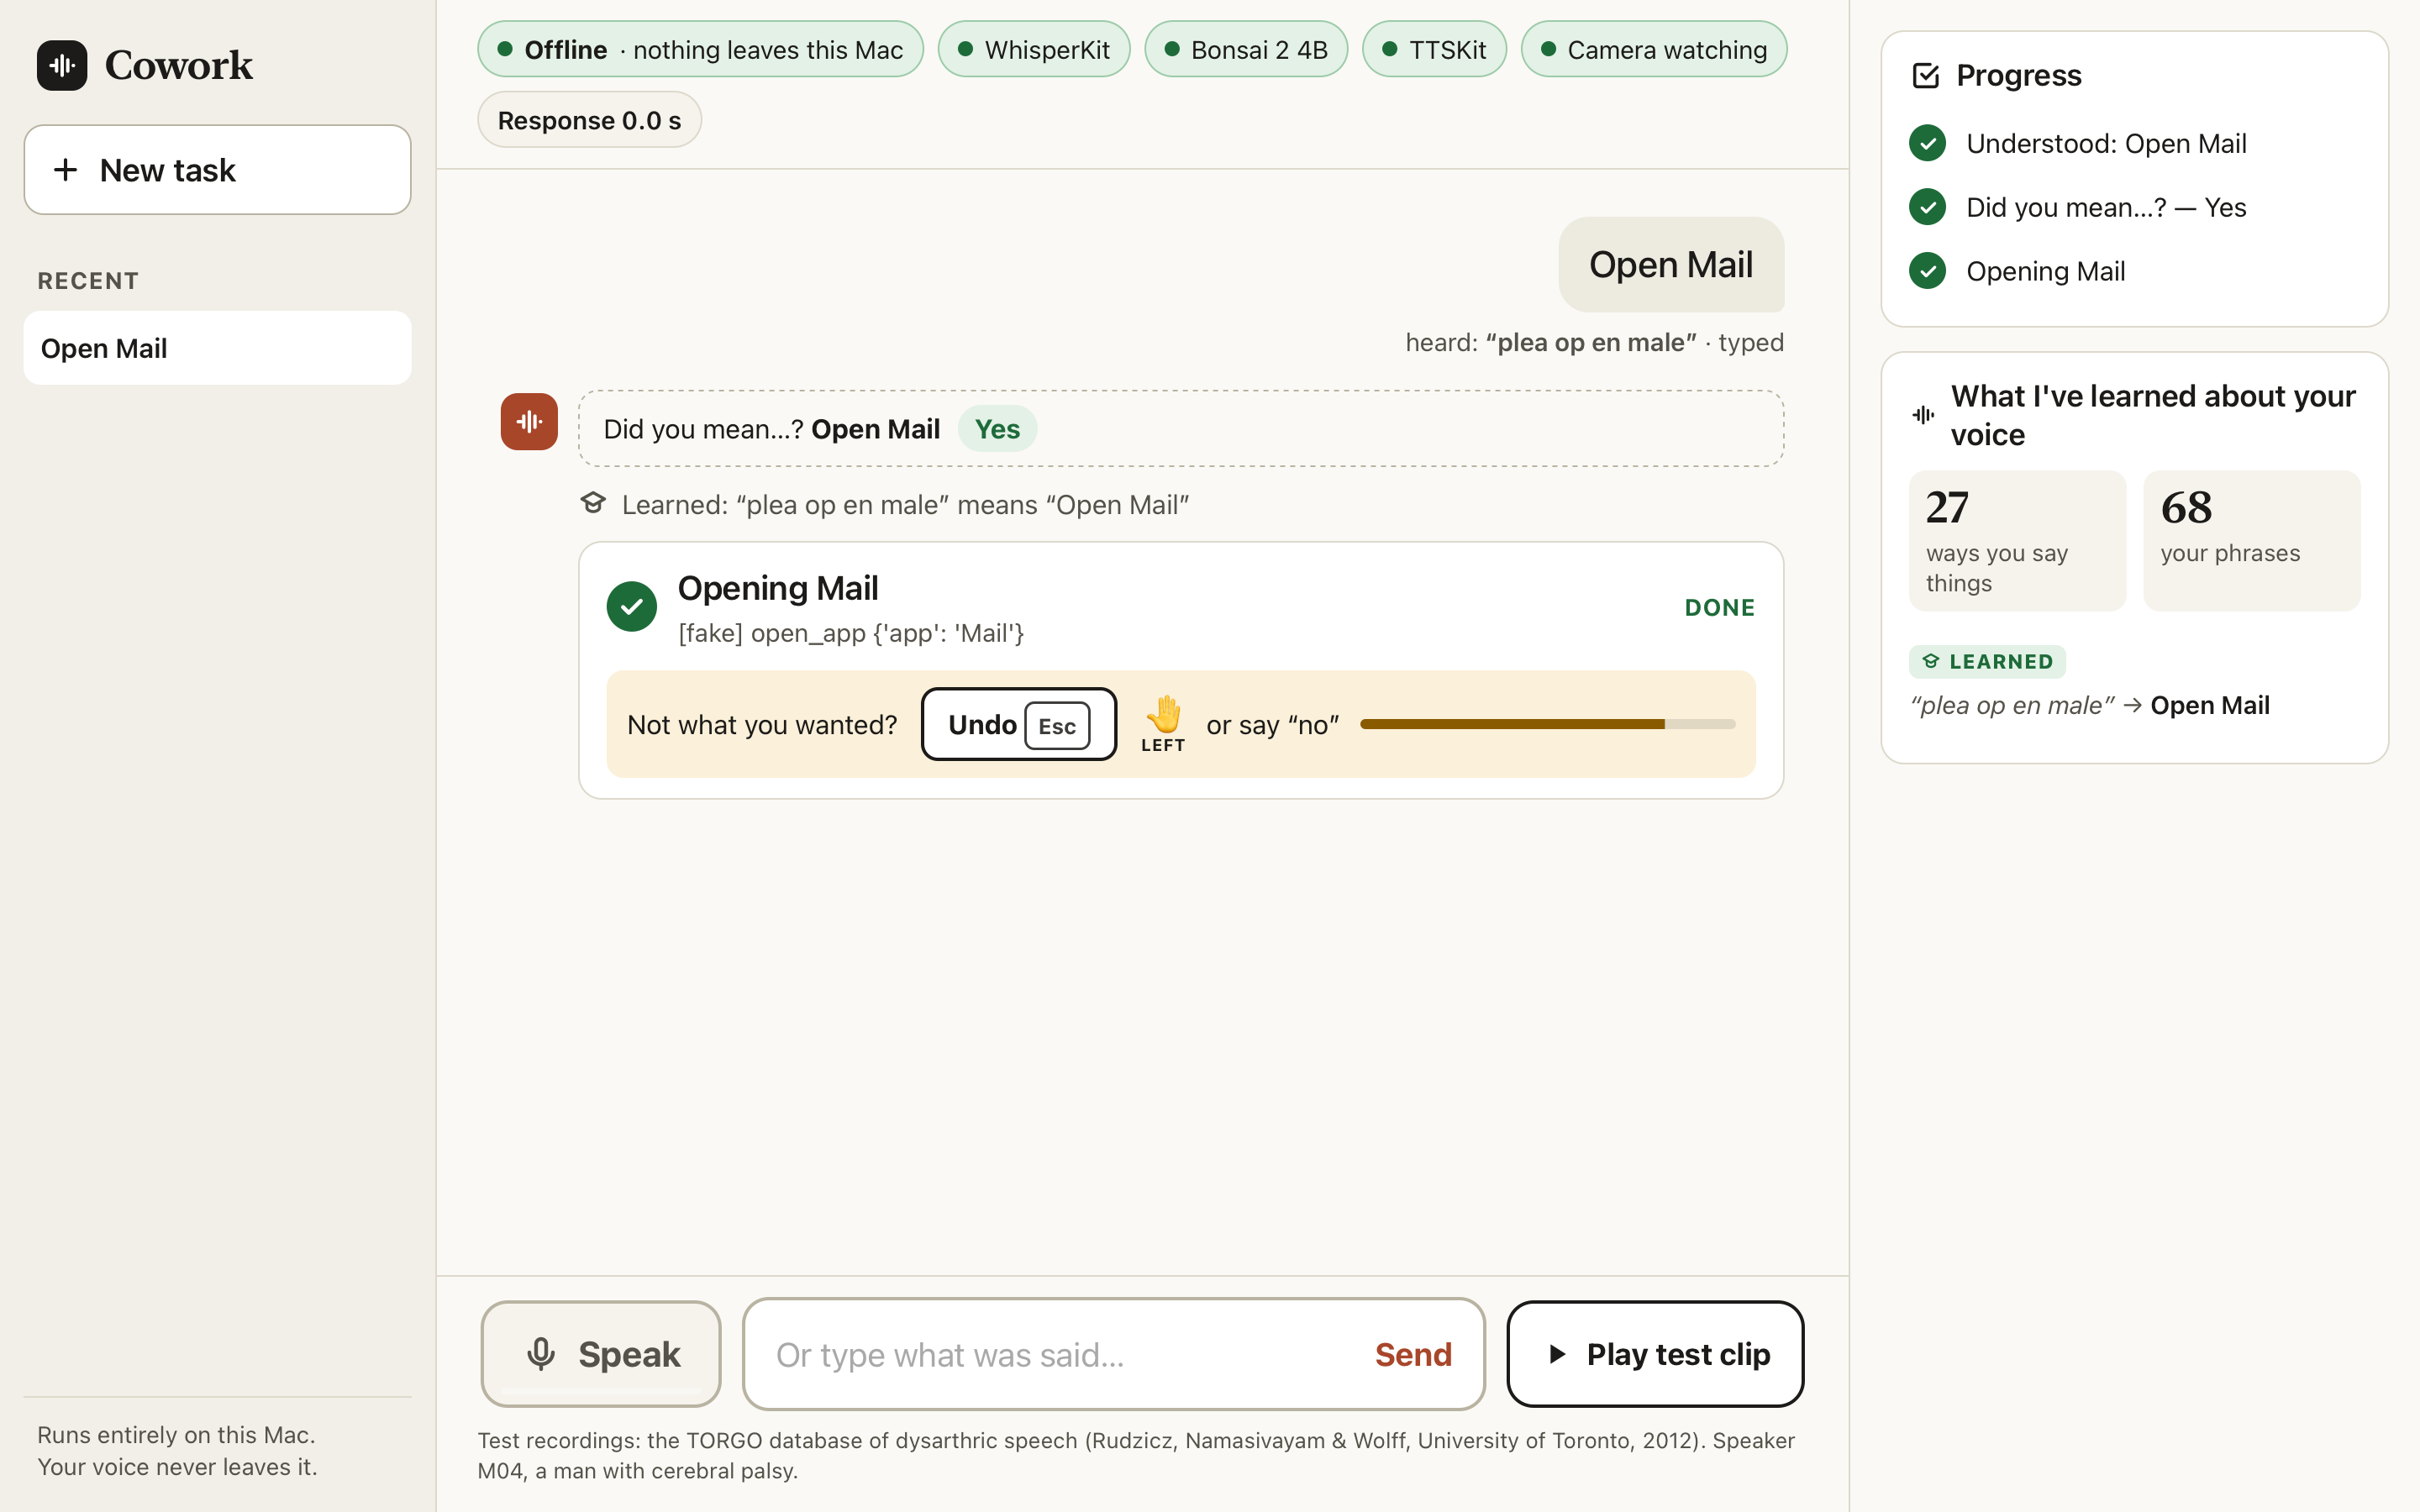 Cowork
New task
RECENT
Open Mail
Runs entirely on this Mac.
Your voice never leaves it.
Offline · nothing leaves this Mac
WhisperKit
Bonsai 2 4B
TTSKit
Camera watching
Response 0.0 s
Open Mail
heard: “plea op en male” · typed
Did you mean...? Open Mail Yes
Learned: “plea op en male” means “Open Mail”
Opening Mail
[fake] open_app {'app': 'Mail'}
DONE
Not what you wanted? Undo Esc LEFT or say “no”
Speak
Or type what was said...
Send
Play test clip
Test recordings: the TORGO database of dysarthric speech (Rudzicz, Namasivayam & Wolff, University of Toronto, 2012). Speaker
M04, a man with cerebral palsy.
Progress
Understood: Open Mail
Did you mean...? — Yes
Opening Mail
What I've learned about your
voice
27
ways you say
things
68
your phrases
LEARNED
“plea op en male” → Open Mail